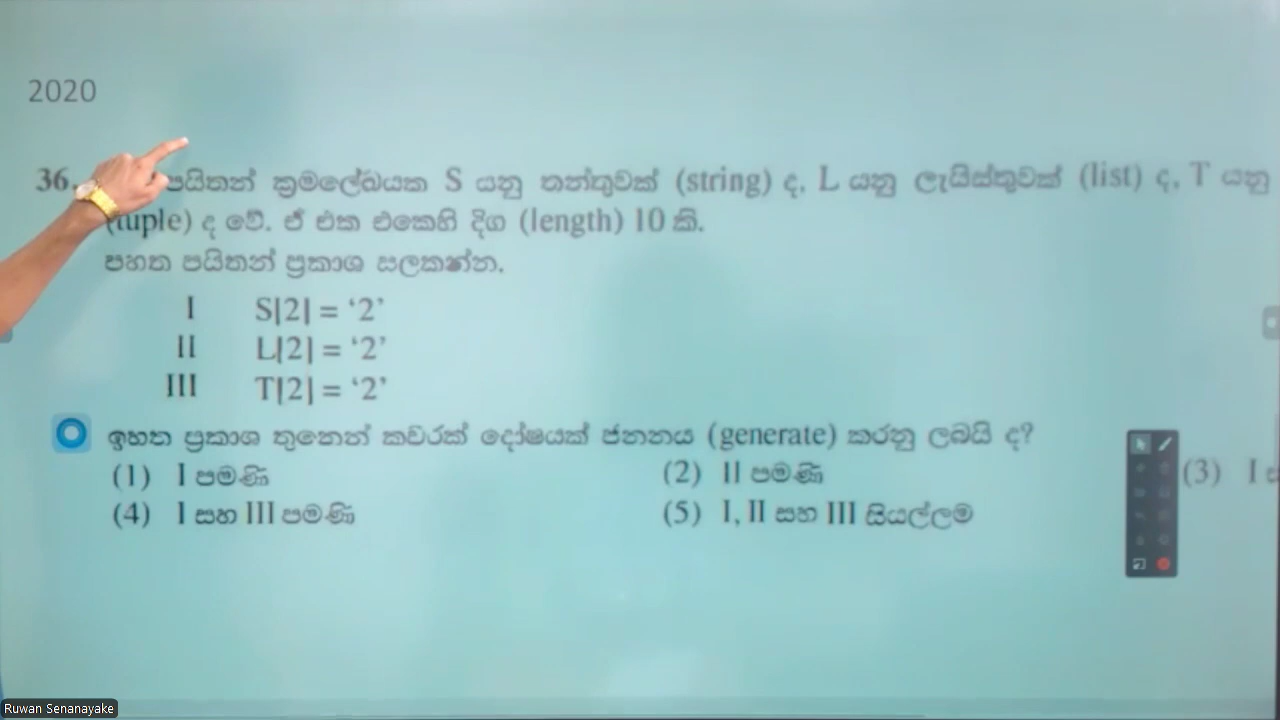 2020
36. පයිතන් ක්‍රමලේඛයක S යනු තන්තුවක් (string) ද, L යනු ලැයිස්තුවක් (list) ද, T යනු
(tuple) ද වේ. ඒ එක එකෙහි දිග (length) 10 කි.
පහත පයිතන් ප්‍රකාශ සලකන්න.
I S[2] = ‘2’
II L[2] = ‘2’
III T[2] = ‘2’
ඉහත ප්‍රකාශ තුනෙන් කවරක් දෝෂයක් ජනනය (generate) කරනු ලබයි ද?
(1) I පමණි (2) II පමණි (3) I
(4) I සහ III පමණි (5) I, II සහ III සියල්ලම
Ruwan Senanayake